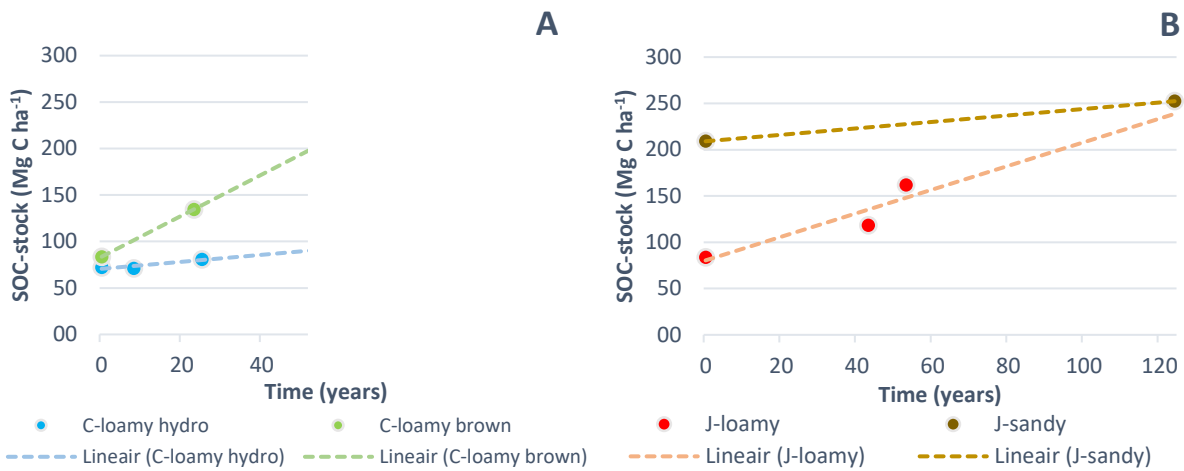 A
SOC-stock (Mg C ha⁻¹)
300
250
200
150
100
50
00
0 20 40
Time (years)
C-loamy hydro C-loamy brown
Lineair (C-loamy hydro) Lineair (C-loamy brown)
B
SOC-stock (Mg C ha⁻¹)
300
250
200
150
100
50
00
0 20 40 60 80 100 120
Time (years)
J-loamy J-sandy
Lineair (J-loamy) Lineair (J-sandy)